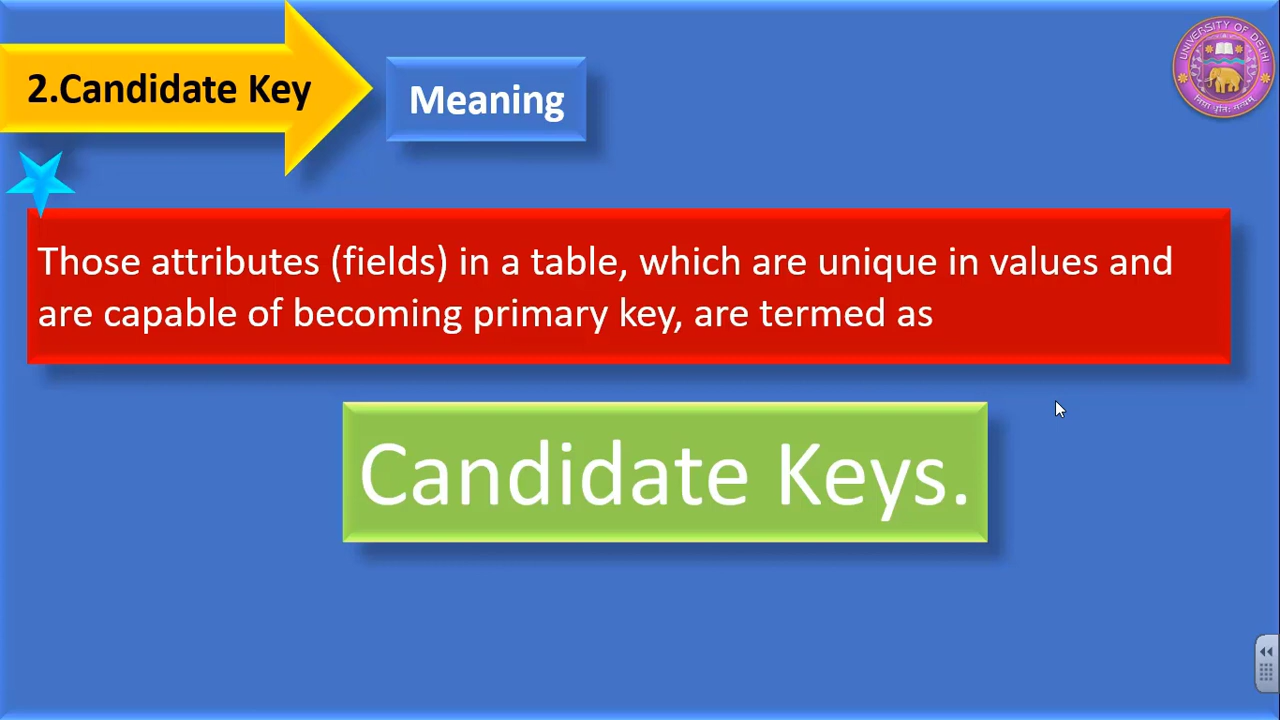 2.Candidate Key
Meaning
UNIVERSITY OF DELHI
Those attributes (fields) in a table, which are unique in values and
are capable of becoming primary key, are termed as
Candidate Keys.